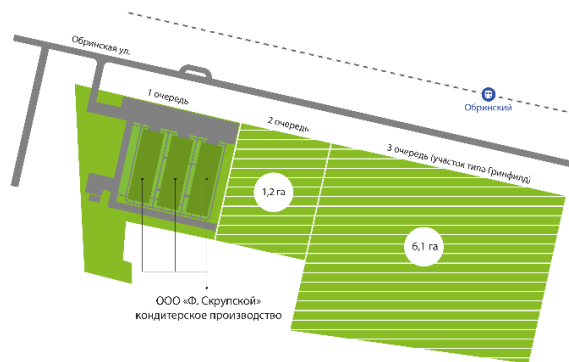 Обринская ул.
Обринский
1 очередь
2 очередь
3 очередь (участок типа Гринфилд)
1,2 га
6,1 га
ООО «Ф. Скрупской»
кондитерское производство